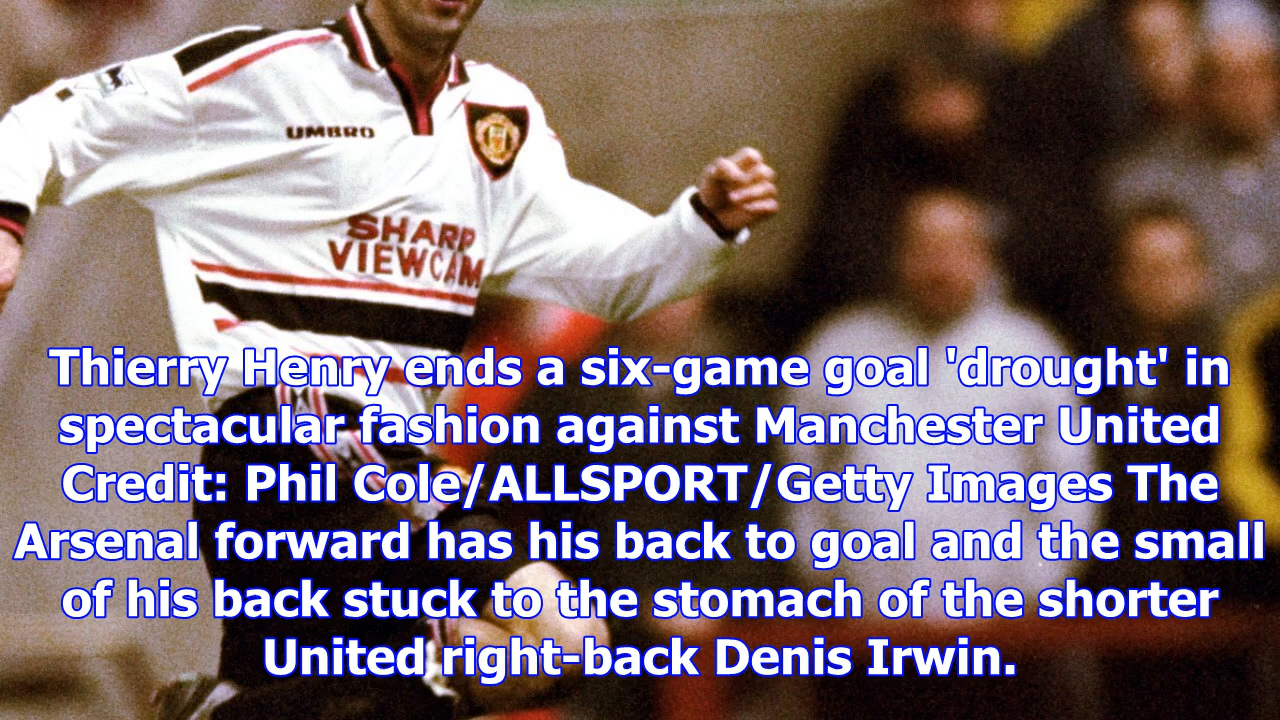 UMBRO
SHARP
VIEWCAM
Thierry Henry ends a six-game goal 'drought' in
spectacular fashion against Manchester United
Credit: Phil Cole/ALLSPORT/Getty Images The
Arsenal forward has his back to goal and the small
of his back stuck to the stomach of the shorter
United right-back Denis Irwin.